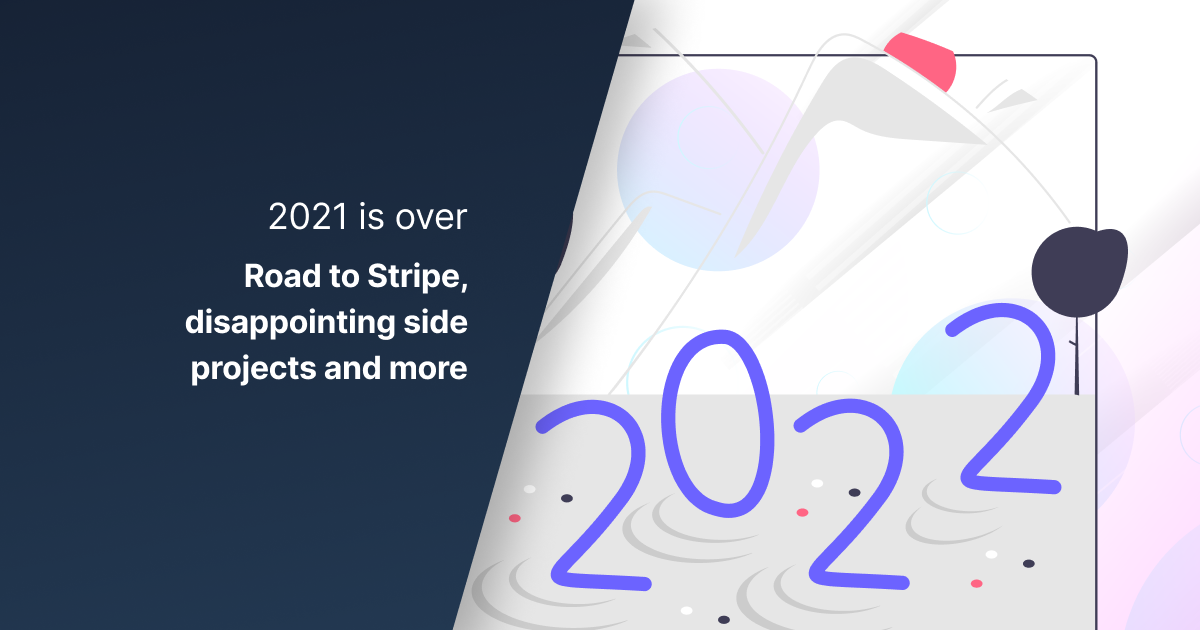 2021 is over
Road to Stripe,
disappointing side
projects and more
2022